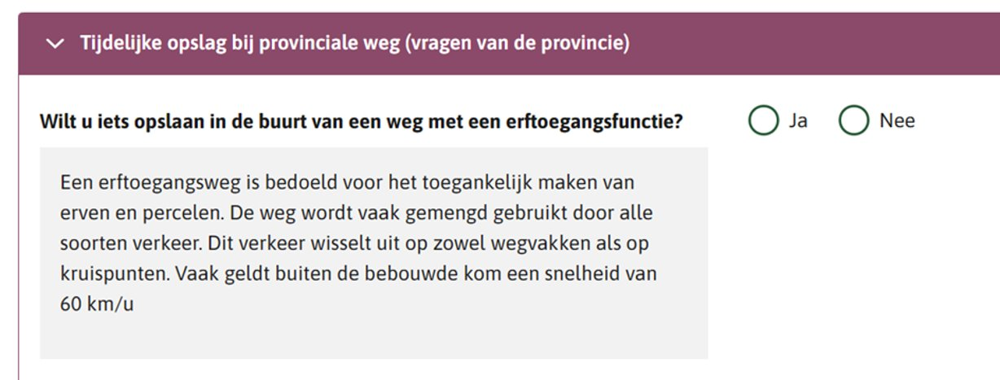 Tijdelijke opslag bij provinciale weg (vragen van de provincie)
Wilt u iets opslaan in de buurt van een weg met een erftoegangsfunctie?
Ja
Nee
Een erftoegangsweg is bedoeld voor het toegankelijk maken van
erven en percelen. De weg wordt vaak gemengd gebruikt door alle
soorten verkeer. Dit verkeer wisselt uit op zowel wegvakken als op
kruispunten. Vaak geldt buiten de bebouwde kom een snelheid van
60 km/u